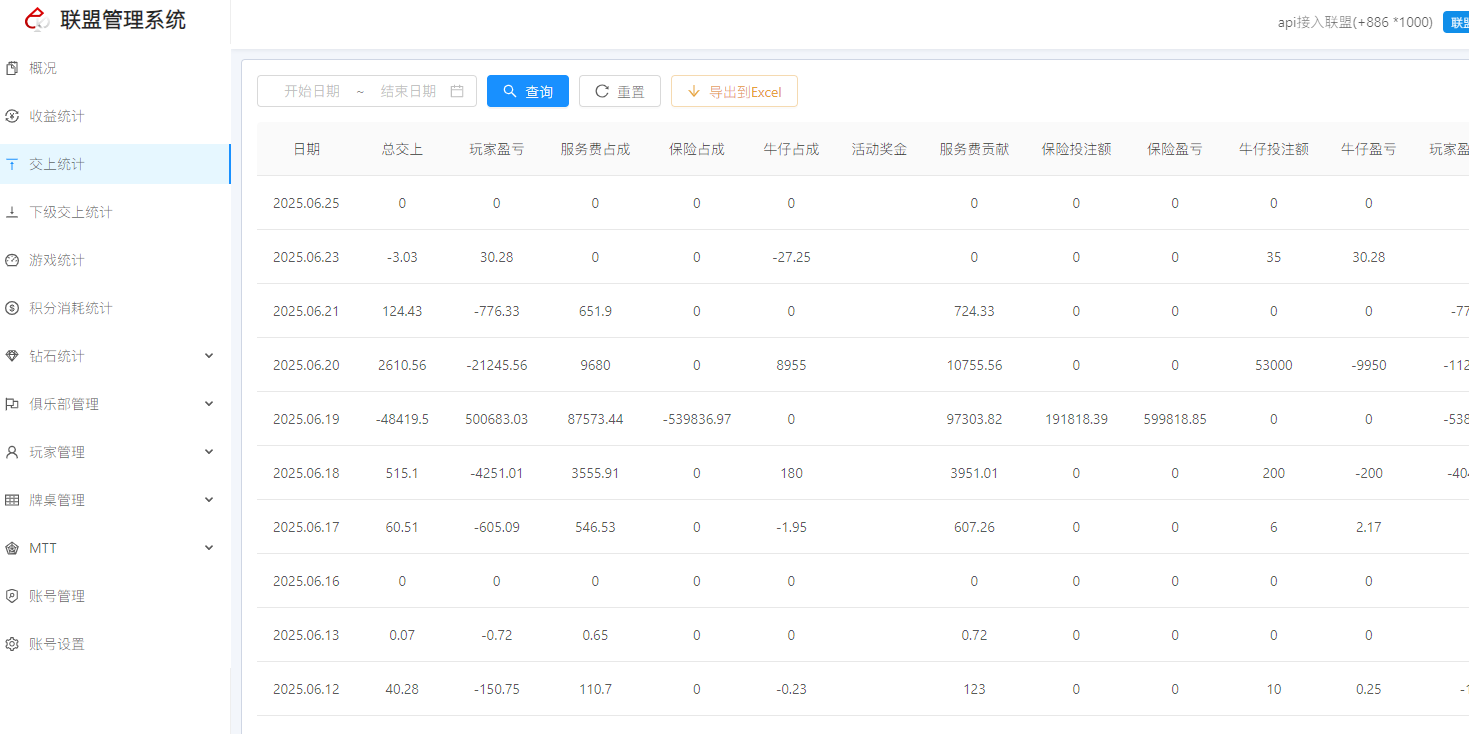 联盟管理系统
api接入联盟(+886 *1000)
概况
收益统计
交上统计
下级交上统计
游戏统计
积分消耗统计
钻石统计
俱乐部管理
玩家管理
牌桌管理
MTT
账号管理
账号设置
开始日期 ~ 结束日期 查询 重置 导出到Excel
日期 总交上 玩家盈亏 服务费占成 保险占成 牛仔占成 活动奖金 服务费贡献 保险投注额 保险盈亏 牛仔投注额 牛仔盈亏 玩家盈
2025.06.25 0 0 0 0 0 0 0 0 0 0
2025.06.23 -3.03 30.28 0 0 -27.25 0 0 0 35 30.28
2025.06.21 124.43 -776.33 651.9 0 0 724.33 0 0 0 0 -77
2025.06.20 2610.56 -21245.56 9680 0 8955 10755.56 0 0 53000 -9950 -112
2025.06.19 -48419.5 500683.03 87573.44 -539836.97 0 97303.82 191818.39 599818.85 0 0 -538
2025.06.18 515.1 -4251.01 3555.91 0 180 3951.01 0 0 200 -200 -404
2025.06.17 60.51 -605.09 546.53 0 -1.95 607.26 0 0 6 2.17
2025.06.16 0 0 0 0 0 0 0 0 0 0
2025.06.13 0.07 -0.72 0.65 0 0 0.72 0 0 0 0
2025.06.12 40.28 -150.75 110.7 0 -0.23 123 0 0 10 0.25